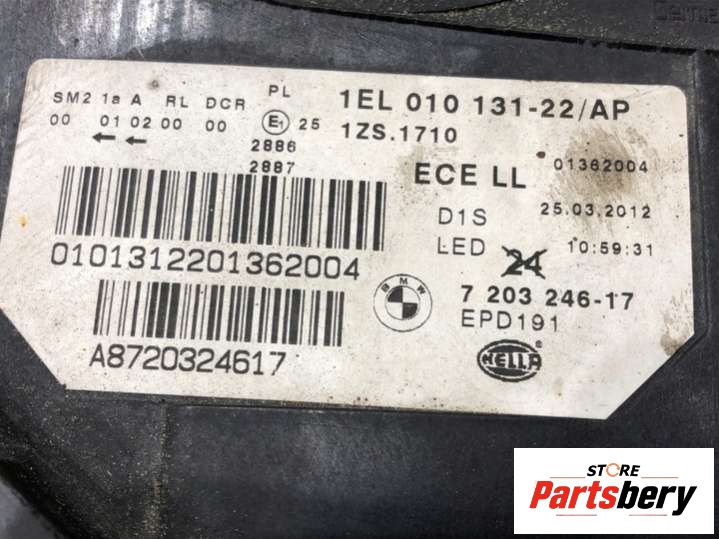 SM2 1a A RL DCR PL
00 01 02 00 00 E1 25
2886
2887
1EL 010 131-22/AP
1ZS.1710
ECE LL 01362004
D1S 25.03.2012
LED 24 10:59:31
0101312201362004
BMW
7 203 246-17
EPD191
A8720324617
HELLA ®
STORE
Partsbery